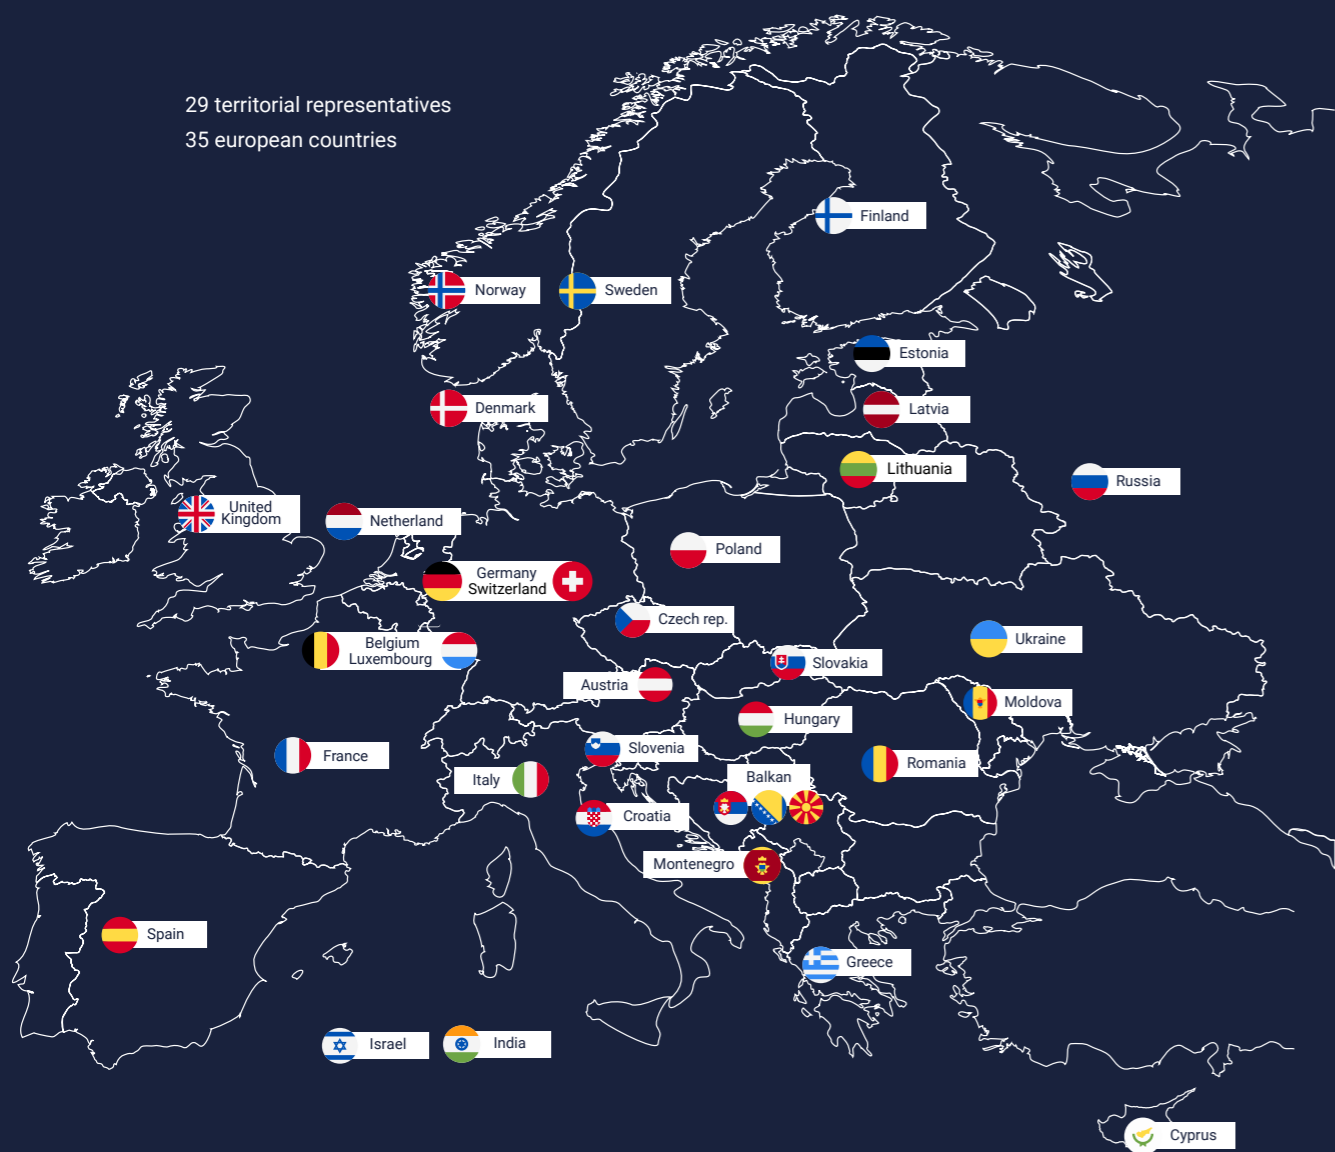 29 territorial representatives
35 european countries
Finland
Norway
Sweden
Estonia
Denmark
Latvia
Lithuania
Russia
United
Kingdom
Netherland
Poland
Germany
Switzerland
Czech rep.
Ukraine
Belgium
Luxembourg
Slovakia
Austria
Moldova
Hungary
Slovenia
France
Romania
Italy
Balkan
Croatia
Montenegro
Spain
Greece
Israel
India
Cyprus